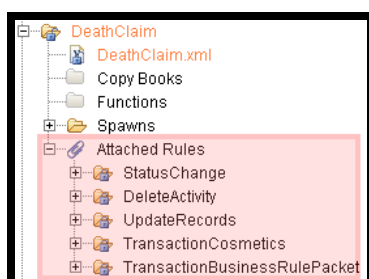 DeathClaim
DeathClaim.xml
Copy Books
Functions
Spawns
Attached Rules
StatusChange
DeleteActivity
UpdateRecords
TransactionCosmetics
TransactionBusinessRulePacket